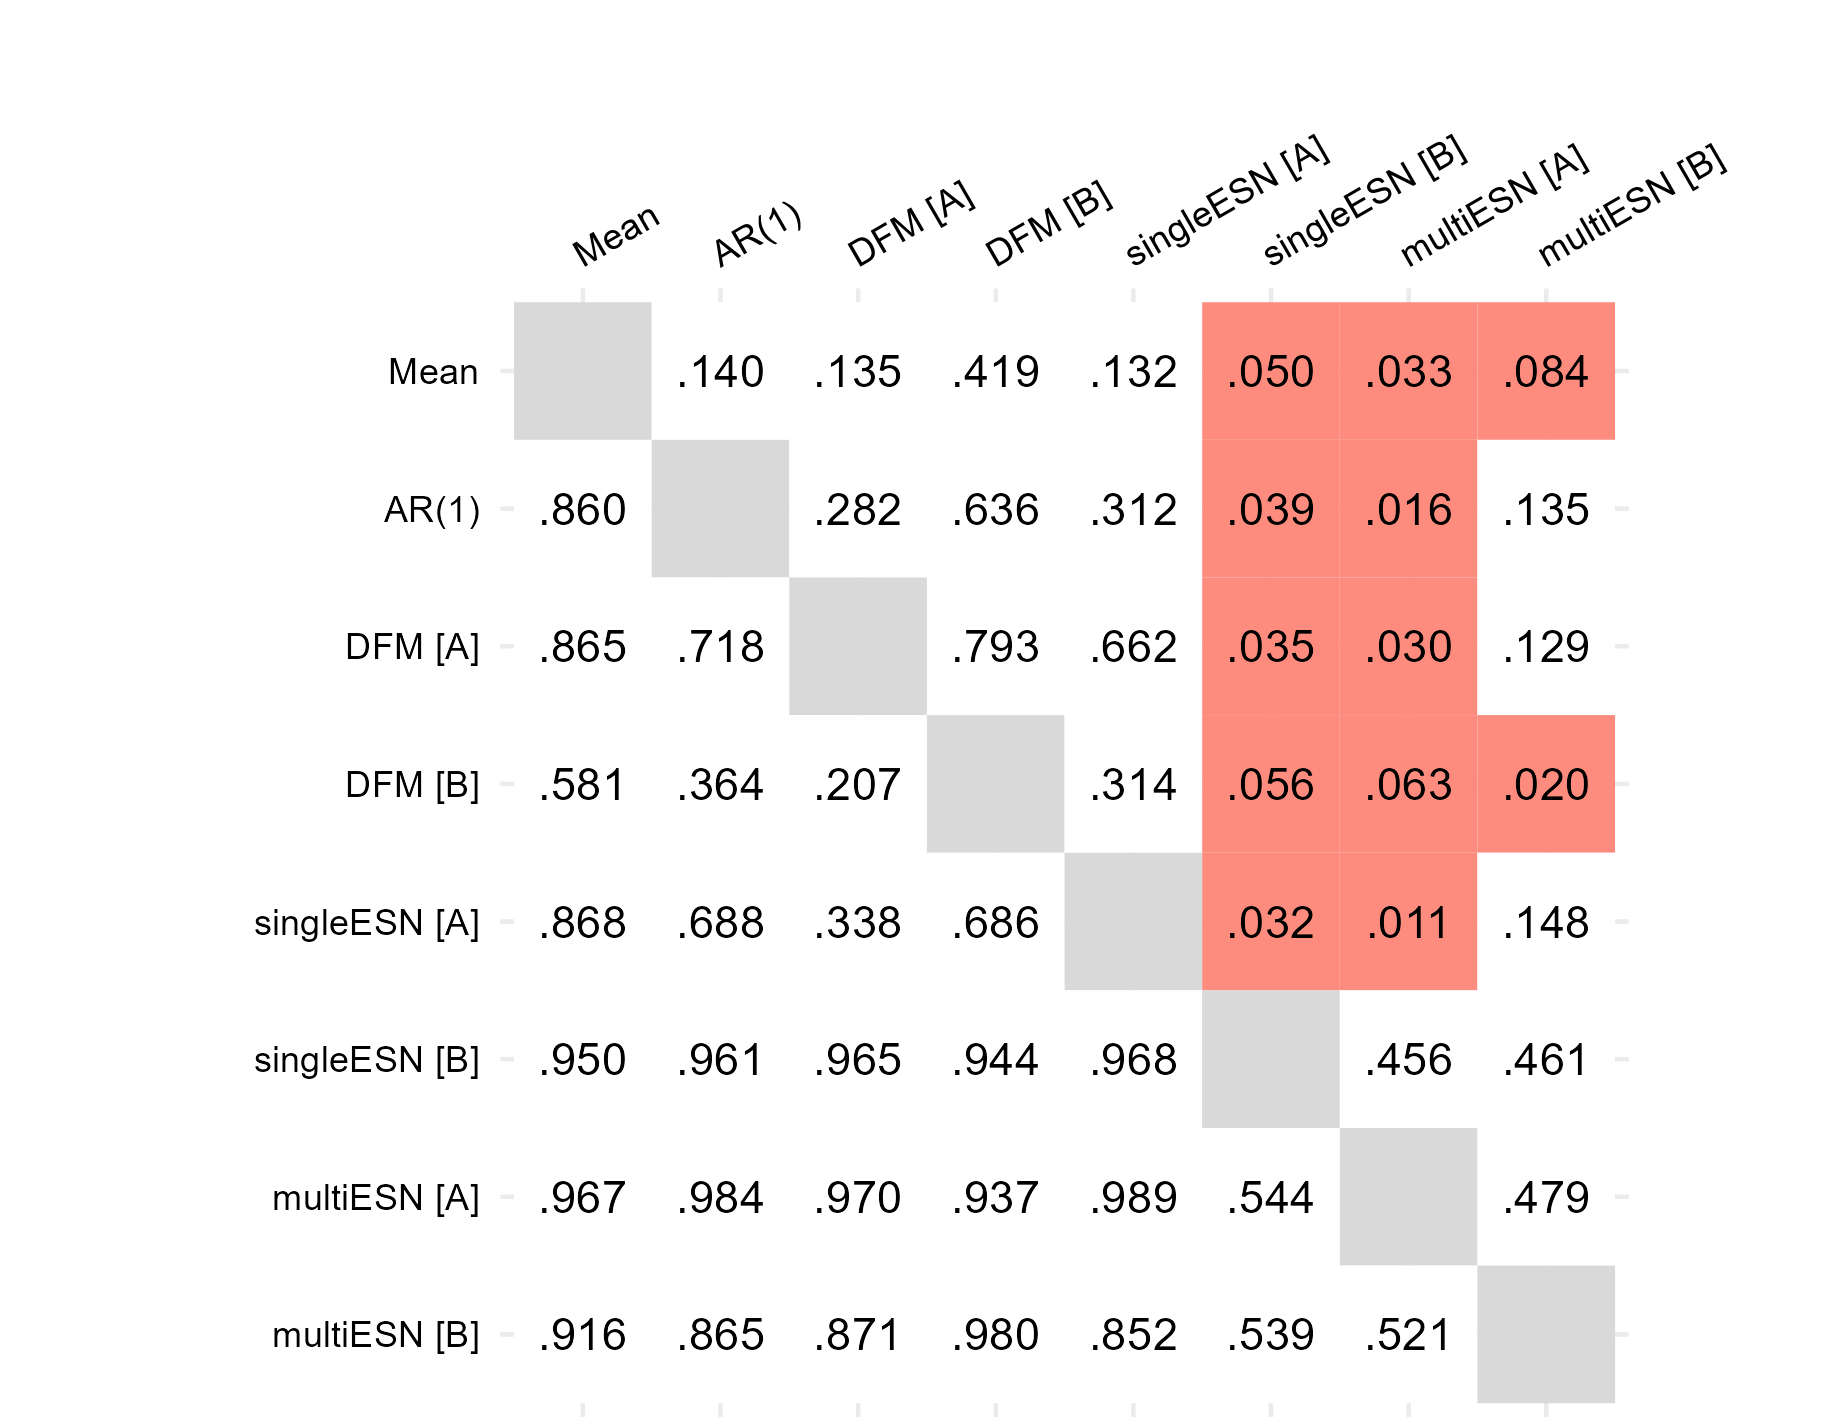 Mean AR(1) DFM [A] DFM [B] singleESN [A] singleESN [B] multiESN [A] multiESN [B]
Mean .140 .135 .419 .132 .050 .033 .084
AR(1) .860 .282 .636 .312 .039 .016 .135
DFM [A] .865 .718 .793 .662 .035 .030 .129
DFM [B] .581 .364 .207 .314 .056 .063 .020
singleESN [A] .868 .688 .338 .686 .032 .011 .148
singleESN [B] .950 .961 .965 .944 .968 .456 .461
multiESN [A] .967 .984 .970 .937 .989 .544 .479
multiESN [B] .916 .865 .871 .980 .852 .539 .521